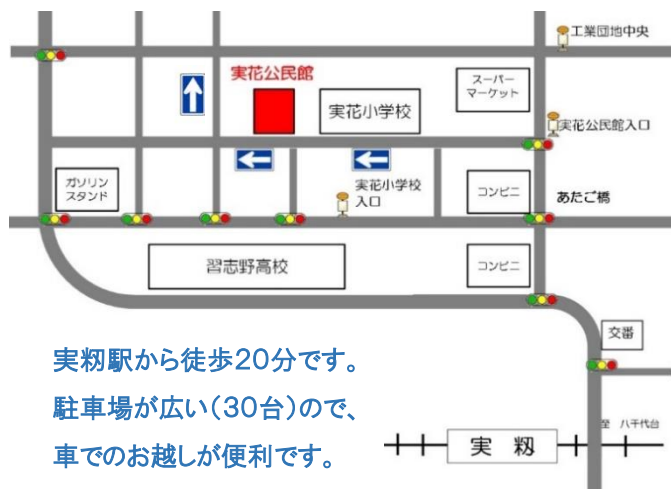 工業団地中央
実花公民館
スーパー
マーケット
実花小学校
実花公民館入口
ガソリン
スタンド
実花小学校
入口
コンビニ
あたご橋
習志野高校
コンビニ
交番
実籾駅から徒歩20分です。
駐車場が広い(30台)ので、
車でのお越しが便利です。
至 八千代台
実 籾